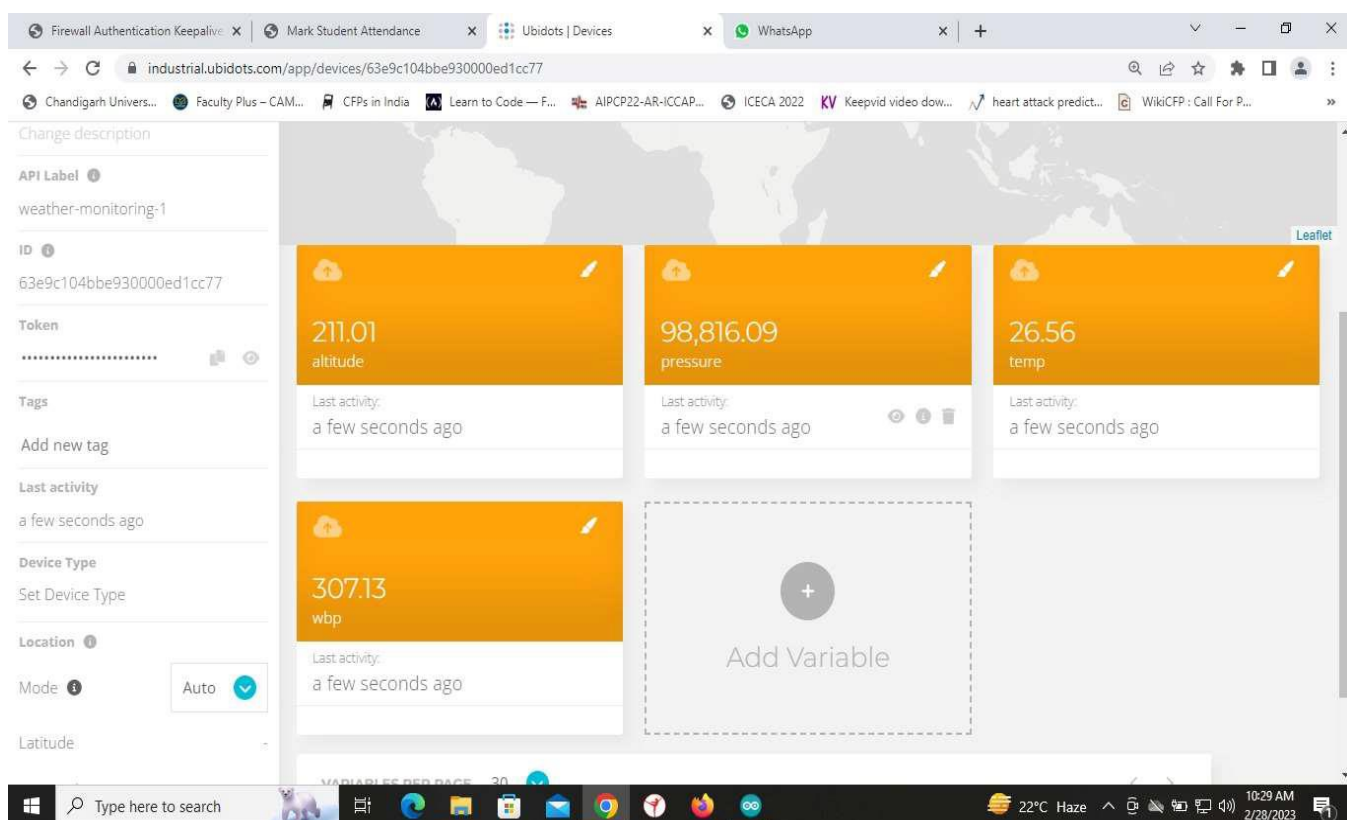 Firewall Authentication Keepalive
Mark Student Attendance
Ubidots | Devices
WhatsApp
industrial.ubidots.com/app/devices/63e9c104bbe930000ed1cc77
Chandigarh Univers...
Faculty Plus – CAM...
CFPs in India
Learn to Code — F...
AIPCP22-AR-ICCAP...
ICECA 2022
KV Keepvid video dow...
heart attack predict...
WikiCFP : Call For P...
»
Change description
API Label
weather-monitoring-1
ID
63e9c104bbe930000ed1cc77
Token
Tags
Add new tag
Last activity
a few seconds ago
Device Type
Set Device Type
Location
Mode
Auto
Latitude
-
Leaflet
211.01
altitude
Last activity:
a few seconds ago
98,816.09
pressure
Last activity:
a few seconds ago
26.56
temp
Last activity:
a few seconds ago
307.13
wbp
Last activity:
a few seconds ago
Add Variable
VARIABLES PER PAGE 30
Type here to search
22°C Haze
10:29 AM
2/28/2023